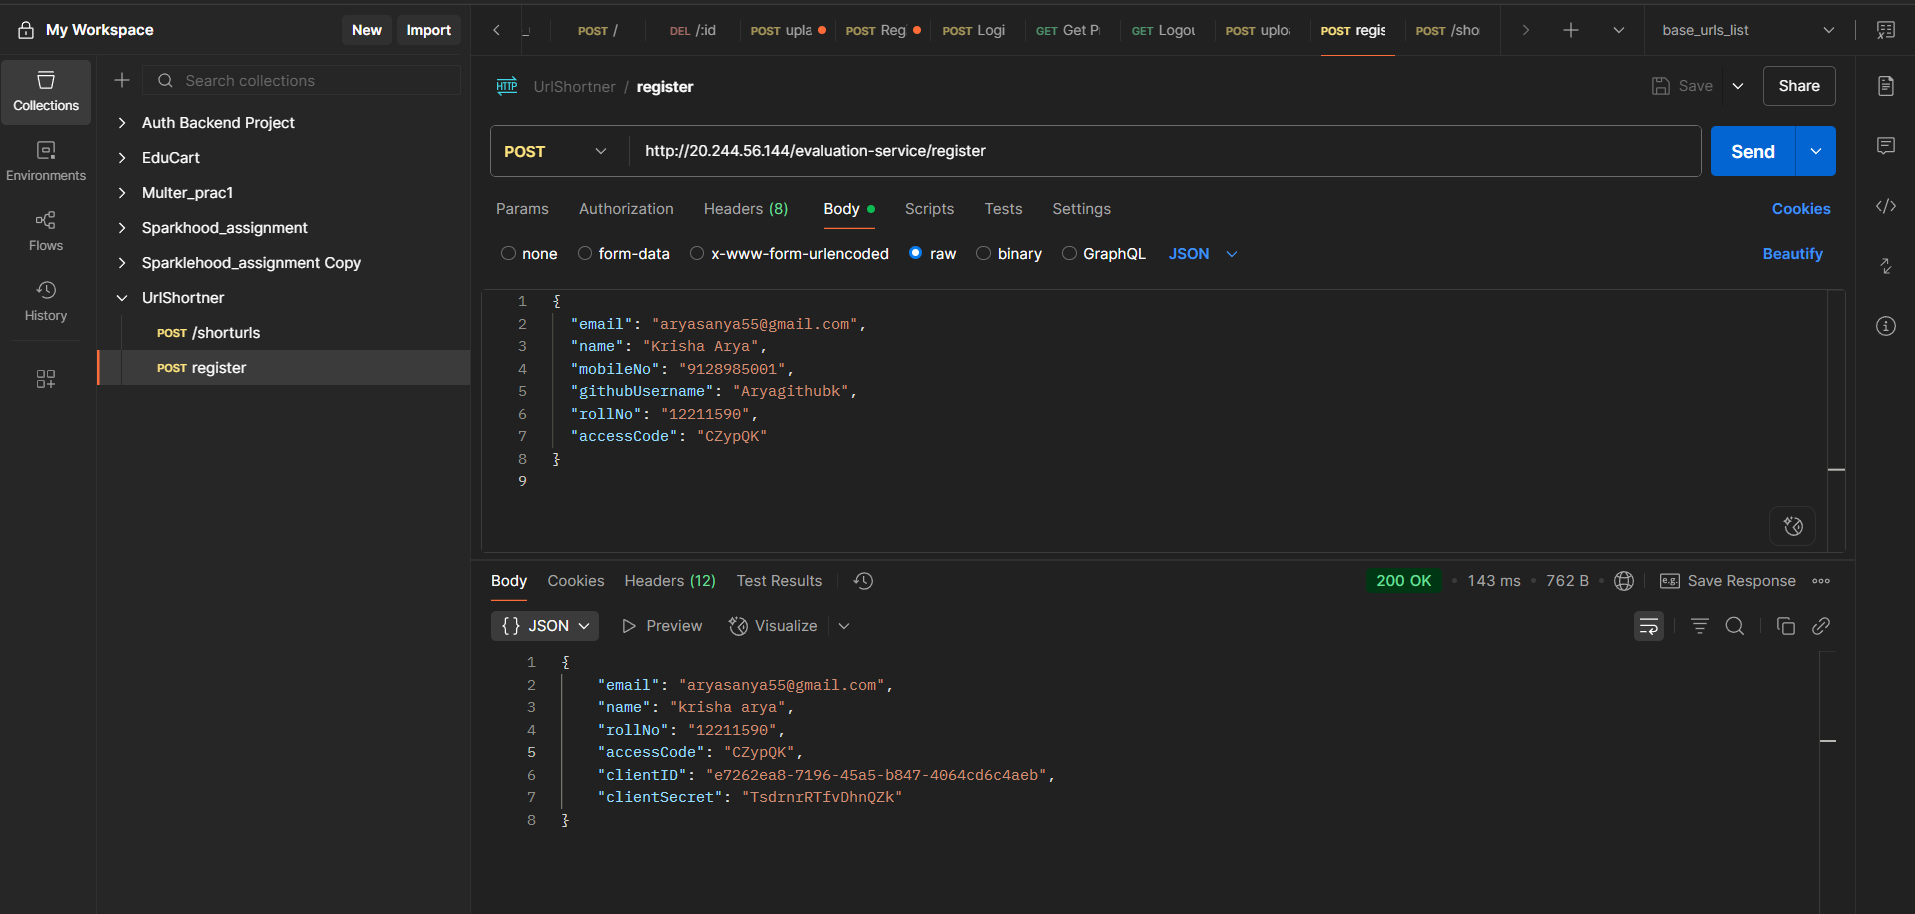 My Workspace
New
Import
POST /
DEL /:id
POST upla
POST Reg
POST Logi
GET Get P
GET Logou
POST uplo
POST regis
POST /sho
base_urls_list
Collections
Environments
Flows
History
Search collections
Auth Backend Project
EduCart
Multer_prac1
Sparkhood_assignment
Sparklehood_assignment Copy
UrlShortner
POST /shorturls
POST register
HTTP UrlShortner / register
Save
Share
POST
http://20.244.56.144/evaluation-service/register
Send
Params Authorization Headers (8) Body Scripts Tests Settings
Cookies
none form-data x-www-form-urlencoded raw binary GraphQL JSON
Beautify
1 {
2 "email": "aryasanya55@gmail.com",
3 "name": "Krisha Arya",
4 "mobileNo": "9128985001",
5 "githubUsername": "Aryagithubk",
6 "rollNo": "12211590",
7 "accessCode": "CZypQK"
8 }
9
Body Cookies Headers (12) Test Results
200 OK • 143 ms • 762 B • e.g. Save Response
{} JSON Preview Visualize
1 {
2 "email": "aryasanya55@gmail.com",
3 "name": "krisha arya",
4 "rollNo": "12211590",
5 "accessCode": "CZypQK",
6 "clientID": "e7262ea8-7196-45a5-b847-4064cd6c4aeb",
7 "clientSecret": "TsdrnrRTfvDhnQZk"
8 }